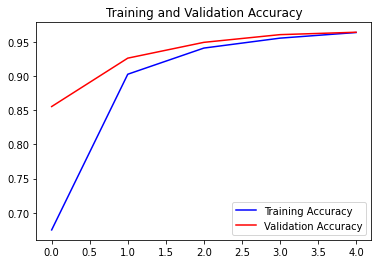 Training and Validation Accuracy
0.95
0.90
0.85
0.80
0.75
0.70
0.0 0.5 1.0 1.5 2.0 2.5 3.0 3.5 4.0
Training Accuracy
Validation Accuracy